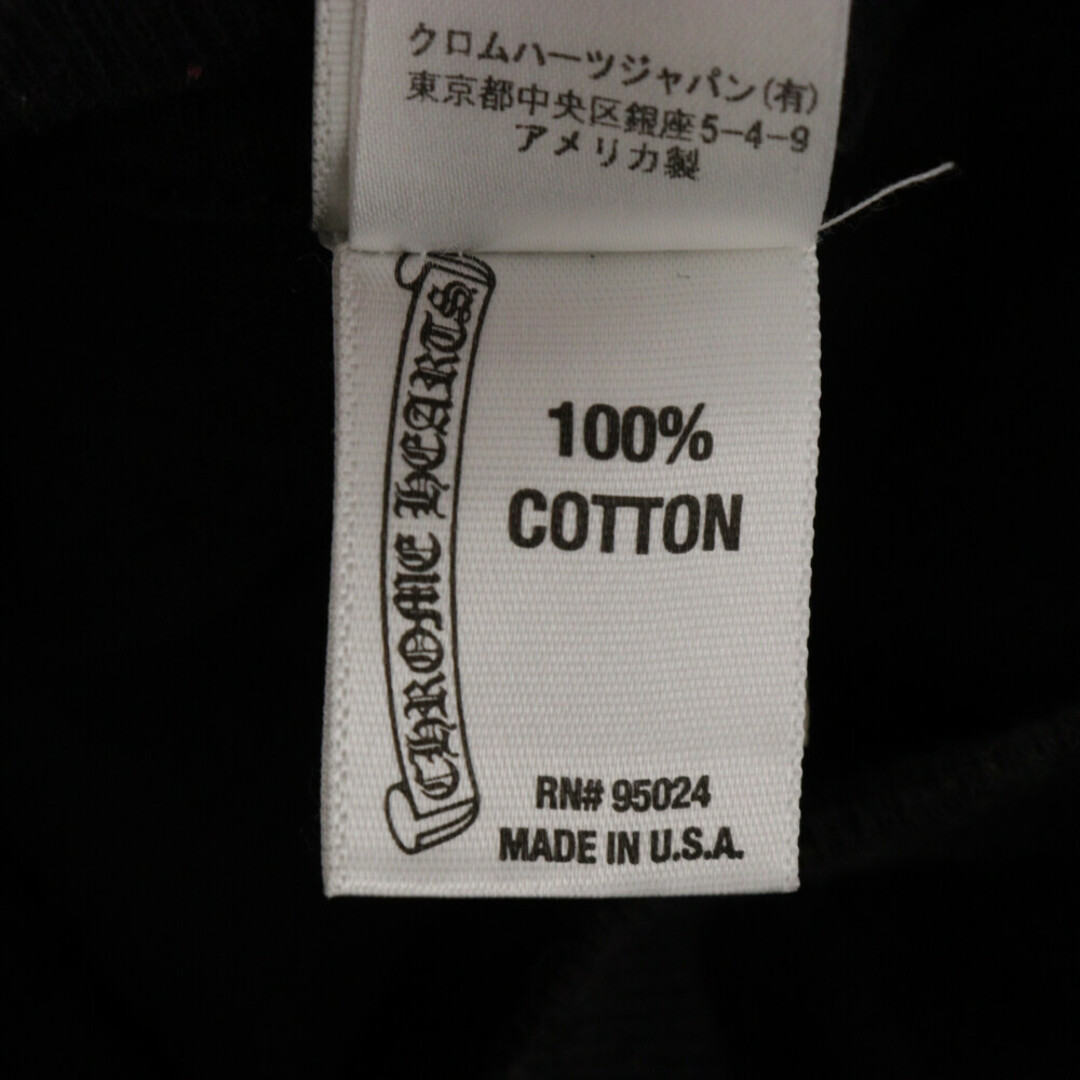 クロムハーツジャパン(有)
東京都中央区銀座5-4-9
アメリカ製
CHROME HEARTS
100%
COTTON
RN# 95024
MADE IN U.S.A.